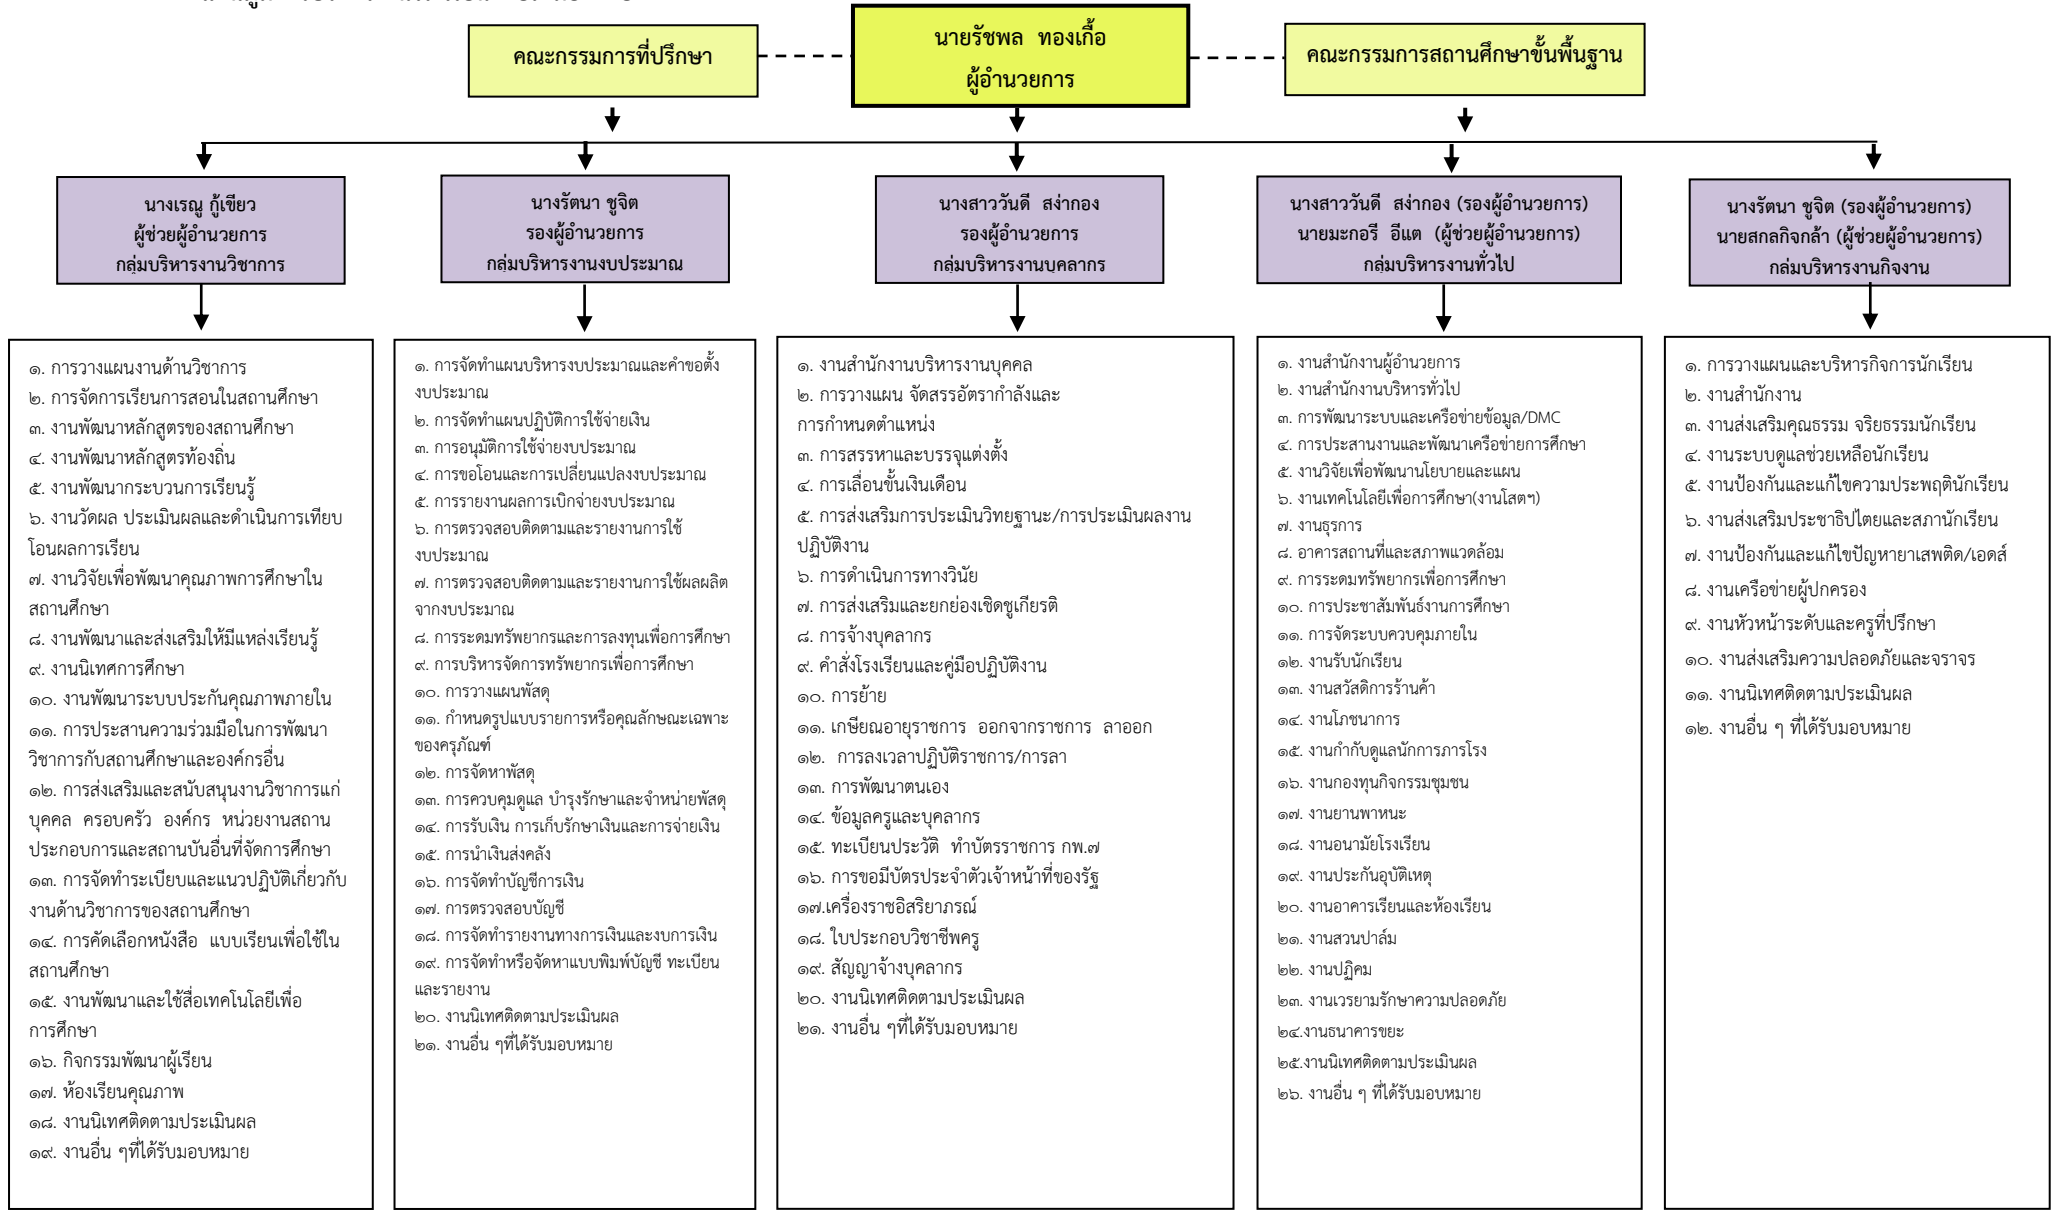 คณะกรรมการที่ปรึกษา
นายรัชพล ทองเกื้อ
ผู้อำนวยการ
คณะกรรมการสถานศึกษาขั้นพื้นฐาน
นางเรณู กู้เขียว
ผู้ช่วยผู้อำนวยการ
กลุ่มบริหารงานวิชาการ
นางรัตนา ชูจิต
รองผู้อำนวยการ
กลุ่มบริหารงานงบประมาณ
นางสาววันดี สง่ากอง
รองผู้อำนวยการ
กลุ่มบริหารงานบุคลากร
นางสาววันดี สง่ากอง (รองผู้อำนวยการ)
นายมะกอรี อีแต (ผู้ช่วยผู้อำนวยการ)
กลุ่มบริหารงานทั่วไป
นางรัตนา ชูจิต (รองผู้อำนวยการ)
นายสกลกิจกล้า (ผู้ช่วยผู้อำนวยการ)
กลุ่มบริหารงานกิจงาน
๑. การวางแผนงานด้านวิชาการ
๒. การจัดการเรียนการสอนในสถานศึกษา
๓. งานพัฒนาหลักสูตรของสถานศึกษา
๔. งานพัฒนาหลักสูตรท้องถิ่น
๕. งานพัฒนากระบวนการเรียนรู้
๖. งานวัดผล ประเมินผลและดำเนินการเทียบ
โอนผลการเรียน
๗. งานวิจัยเพื่อพัฒนาคุณภาพการศึกษาใน
สถานศึกษา
๘. งานพัฒนาและส่งเสริมให้มีแหล่งเรียนรู้
๙. งานนิเทศการศึกษา
๑๐. งานพัฒนาระบบประกันคุณภาพภายใน
๑๑. การประสานความร่วมมือในการพัฒนา
วิชาการกับสถานศึกษาและองค์กรอื่น
๑๒. การส่งเสริมและสนับสนุนงานวิชาการแก่
บุคคล ครอบครัว องค์กร หน่วยงานสถาน
ประกอบการและสถานบันอื่นที่จัดการศึกษา
๑๓. การจัดทำระเบียบและแนวปฏิบัติเกี่ยวกับ
งานด้านวิชาการของสถานศึกษา
๑๔. การคัดเลือกหนังสือ แบบเรียนเพื่อใช้ใน
สถานศึกษา
๑๕. งานพัฒนาและใช้สื่อเทคโนโลยีเพื่อ
การศึกษา
๑๖. กิจกรรมพัฒนาผู้เรียน
๑๗. ห้องเรียนคุณภาพ
๑๘. งานนิเทศติดตามประเมินผล
๑๙. งานอื่น ๆที่ได้รับมอบหมาย
๑. การจัดทำแผนบริหารงบประมาณและคำขอตั้ง
งบประมาณ
๒. การจัดทำแผนปฏิบัติการใช้จ่ายเงิน
๓. การอนุมัติการใช้จ่ายงบประมาณ
๔. การขอโอนและการเปลี่ยนแปลงงบประมาณ
๕. การรายงานผลการเบิกจ่ายงบประมาณ
๖. การตรวจสอบติดตามและรายงานการใช้
งบประมาณ
๗. การตรวจสอบติดตามและรายงานการใช้ผลผลิต
จากงบประมาณ
๘. การระดมทรัพยากรและการลงทุนเพื่อการศึกษา
๙. การบริหารจัดการทรัพยากรเพื่อการศึกษา
๑๐. การวางแผนพัสดุ
๑๑. กำหนดรูปแบบรายการหรือคุณลักษณะเฉพาะ
ของครุภัณฑ์
๑๒. การจัดหาพัสดุ
๑๓. การควบคุมดูแล บำรุงรักษาและจำหน่ายพัสดุ
๑๔. การรับเงิน การเก็บรักษาเงินและการจ่ายเงิน
๑๕. การนำเงินส่งคลัง
๑๖. การจัดทำบัญชีการเงิน
๑๗. การตรวจสอบบัญชี
๑๘. การจัดทำรายงานทางการเงินและงบการเงิน
๑๙. การจัดทำหรือจัดหาแบบพิมพ์บัญชี ทะเบียน
และรายงาน
๒๐. งานนิเทศติดตามประเมินผล
๒๑. งานอื่น ๆที่ได้รับมอบหมาย
๑. งานสำนักงานบริหารงานบุคคล
๒. การวางแผน จัดสรรอัตรากำลังและ
การกำหนดตำแหน่ง
๓. การสรรหาและบรรจุแต่งตั้ง
๔. การเลื่อนขั้นเงินเดือน
๕. การส่งเสริมการประเมินวิทยฐานะ/การประเมินผลงาน
ปฏิบัติงาน
๖. การดำเนินการทางวินัย
๗. การส่งเสริมและยกย่องเชิดชูเกียรติ
๘. การจ้างบุคลากร
๙. คำสั่งโรงเรียนและคู่มือปฏิบัติงาน
๑๐. การย้าย
๑๑. เกษียณอายุราชการ ออกจากราชการ ลาออก
๑๒. การลงเวลาปฏิบัติราชการ/การลา
๑๓. การพัฒนาตนเอง
๑๔. ข้อมูลครูและบุคลากร
๑๕. ทะเบียนประวัติ ทำบัตรราชการ กพ.๗
๑๖. การขอมีบัตรประจำตัวเจ้าหน้าที่ของรัฐ
๑๗.เครื่องราชอิสริยาภรณ์
๑๘. ใบประกอบวิชาชีพครู
๑๙. สัญญาจ้างบุคลากร
๒๐. งานนิเทศติดตามประเมินผล
๒๑. งานอื่น ๆที่ได้รับมอบหมาย
๑. งานสำนักงานผู้อำนวยการ
๒. งานสำนักงานบริหารทั่วไป
๓. การพัฒนาระบบและเครือข่ายข้อมูล/DMC
๔. การประสานงานและพัฒนาเครือข่ายการศึกษา
๕. งานวิจัยเพื่อพัฒนานโยบายและแผน
๖. งานเทคโนโลยีเพื่อการศึกษา(งานโสตฯ)
๗. งานธุรการ
๘. อาคารสถานที่และสภาพแวดล้อม
๙. การระดมทรัพยากรเพื่อการศึกษา
๑๐. การประชาสัมพันธ์งานการศึกษา
๑๑. การจัดระบบควบคุมภายใน
๑๒. งานรับนักเรียน
๑๓. งานสวัสดิการร้านค้า
๑๔. งานโภชนาการ
๑๕. งานกำกับดูแลนักการภารโรง
๑๖. งานกองทุนกิจกรรมชุมชน
๑๗. งานยานพาหนะ
๑๘. งานอนามัยโรงเรียน
๑๙. งานประกันอุบัติเหตุ
๒๐. งานอาคารเรียนและห้องเรียน
๒๑. งานสวนปาล์ม
๒๒. งานปฏิคม
๒๓. งานเวรยามรักษาความปลอดภัย
๒๔.งานธนาคารขยะ
๒๕.งานนิเทศติดตามประเมินผล
๒๖. งานอื่น ๆ ที่ได้รับมอบหมาย
๑. การวางแผนและบริหารกิจการนักเรียน
๒. งานสำนักงาน
๓. งานส่งเสริมคุณธรรม จริยธรรมนักเรียน
๔. งานระบบดูแลช่วยเหลือนักเรียน
๕. งานป้องกันและแก้ไขความประพฤตินักเรียน
๖. งานส่งเสริมประชาธิปไตยและสภานักเรียน
๗. งานป้องกันและแก้ไขปัญหายาเสพติด/เอดส์
๘. งานเครือข่ายผู้ปกครอง
๙. งานหัวหน้าระดับและครูที่ปรึกษา
๑๐. งานส่งเสริมความปลอดภัยและจราจร
๑๑. งานนิเทศติดตามประเมินผล
๑๒. งานอื่น ๆ ที่ได้รับมอบหมาย